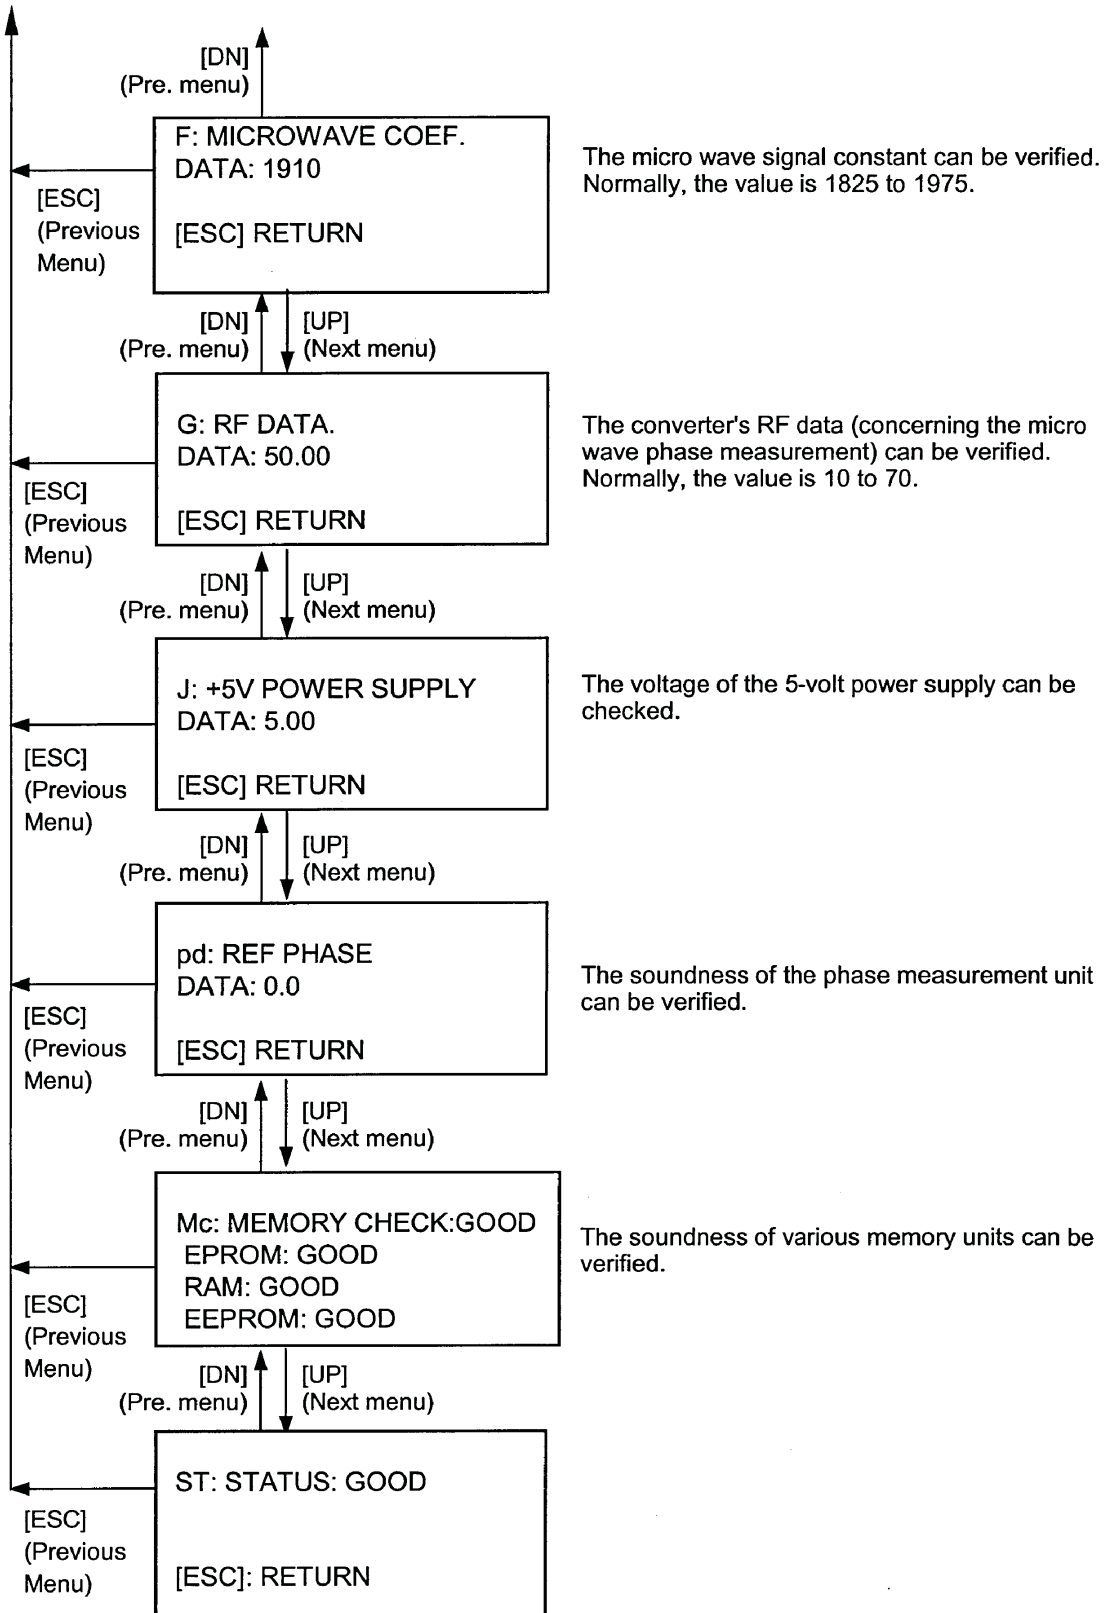 [DN]
(Pre. menu)
F: MICROWAVE COEF.
DATA: 1910
[ESC] RETURN
The micro wave signal constant can be verified.
Normally, the value is 1825 to 1975.
[ESC]
(Previous
Menu)
[DN]
(Pre. menu)
[UP]
(Next menu)
G: RF DATA.
DATA: 50.00
[ESC] RETURN
The converter's RF data (concerning the micro
wave phase measurement) can be verified.
Normally, the value is 10 to 70.
[ESC]
(Previous
Menu)
[DN]
(Pre. menu)
[UP]
(Next menu)
J: +5V POWER SUPPLY
DATA: 5.00
[ESC] RETURN
The voltage of the 5-volt power supply can be
checked.
[ESC]
(Previous
Menu)
[DN]
(Pre. menu)
[UP]
(Next menu)
pd: REF PHASE
DATA: 0.0
[ESC] RETURN
The soundness of the phase measurement unit
can be verified.
[ESC]
(Previous
Menu)
[DN]
(Pre. menu)
[UP]
(Next menu)
Mc: MEMORY CHECK:GOOD
EPROM: GOOD
RAM: GOOD
EEPROM: GOOD
The soundness of various memory units can be
verified.
[ESC]
(Previous
Menu)
[DN]
(Pre. menu)
[UP]
(Next menu)
ST: STATUS: GOOD
[ESC]: RETURN
[ESC]
(Previous
Menu)